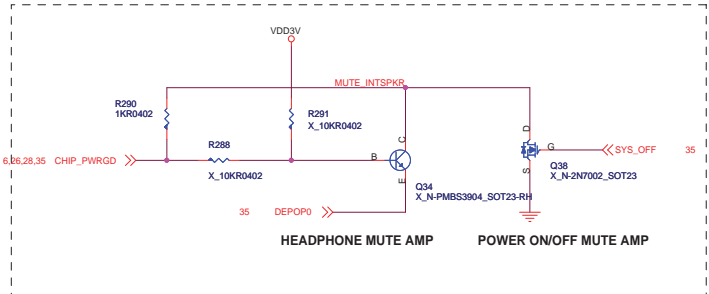 VDD3V
MUTE_INTSPKR
R290
1KR0402
R291
X_10KR0402
R288
X_10KR0402
6,26,28,35 CHIP_PWRGD
B
C
E
Q34
X_N-PMBS3904_SOT23-RH
D
G
S
Q38
X_N-2N7002_SOT23
SYS_OFF 35
35 DEPOP0
HEADPHONE MUTE AMP
POWER ON/OFF MUTE AMP